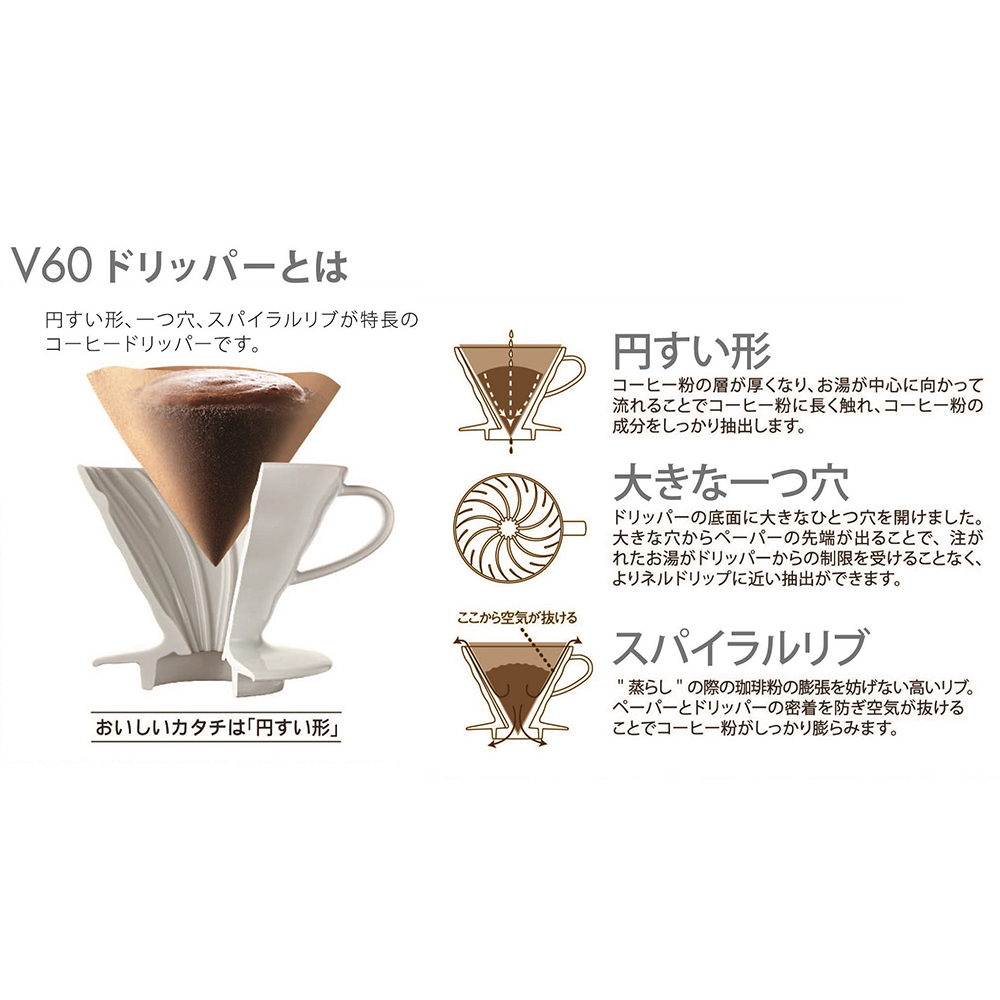 V60 ドリッパーとは
円すい形、一つ穴、スパイラルリブが特長の
コーヒードリッパーです。
おいしいカタチは「円すい形」
円すい形
コーヒー粉の層が厚くなり、お湯が中心に向かって
流れることでコーヒー粉に長く触れ、コーヒー粉の
成分をしっかり抽出します。
大きな一つ穴
ドリッパーの底面に大きなひとつ穴を開けました。
大きな穴からペーパーの先端が出ることで、注が
れたお湯がドリッパーからの制限を受けることなく、
よりネルドリップに近い抽出ができます。
ここから空気が抜ける
スパイラルリブ
"蒸らし"の際の珈琲粉の膨張を妨げない高いリブ。
ペーパーとドリッパーの密着を防ぎ空気が抜ける
ことでコーヒー粉がしっかり膨らみます。